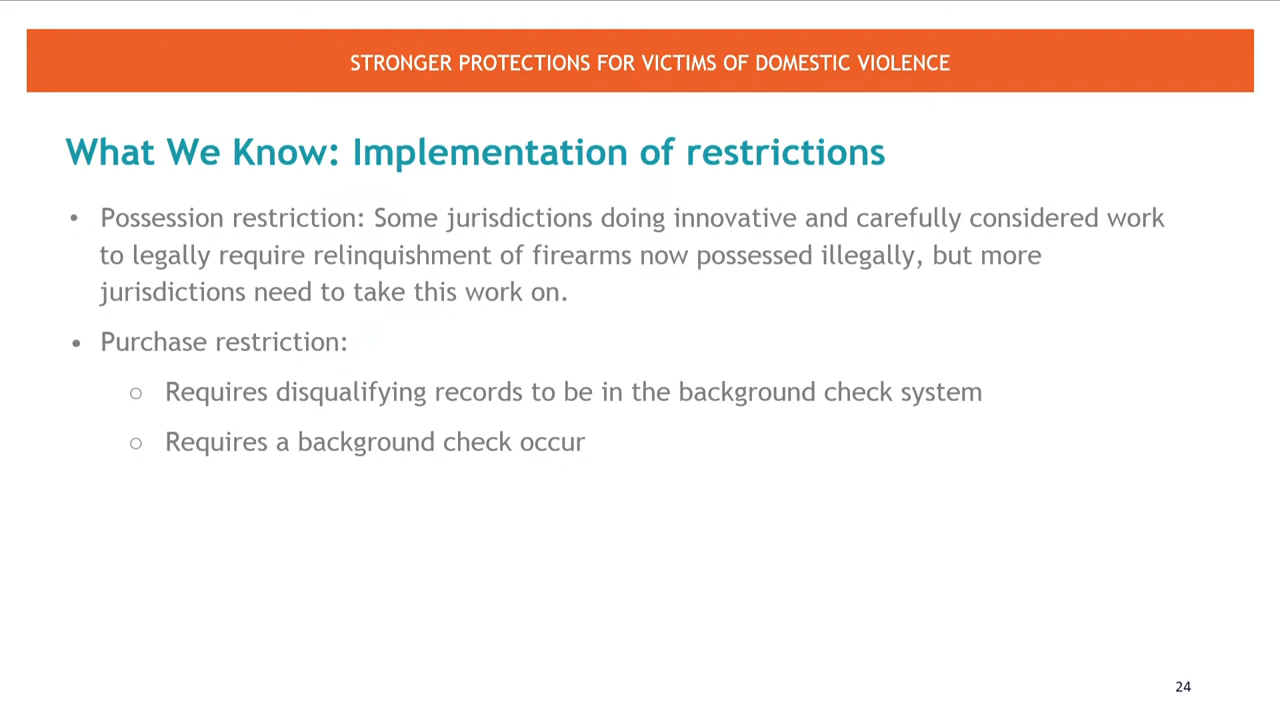 STRONGER PROTECTIONS FOR VICTIMS OF DOMESTIC VIOLENCE
What We Know: Implementation of restrictions
• Possession restriction: Some jurisdictions doing innovative and carefully considered work
to legally require relinquishment of firearms now possessed illegally, but more
jurisdictions need to take this work on.
• Purchase restriction:
○ Requires disqualifying records to be in the background check system
○ Requires a background check occur
24